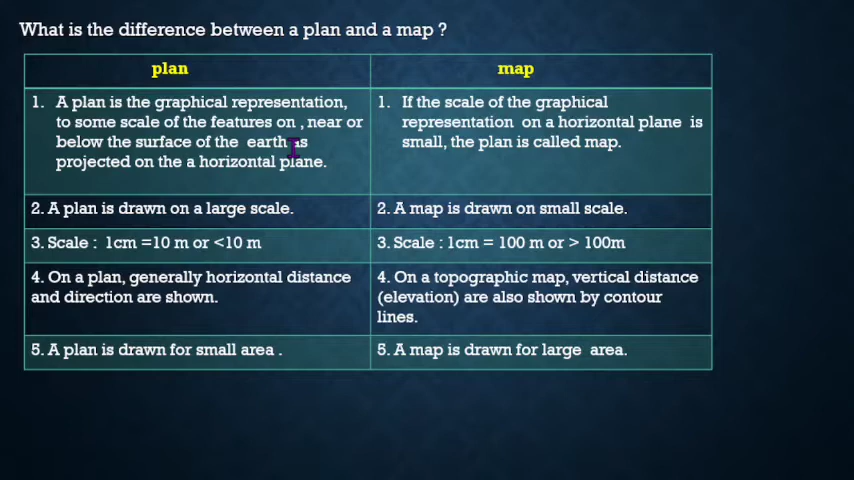 What is the difference between a plan and a map ?
plan
map
1. A plan is the graphical representation,
to some scale of the features on , near or
below the surface of the earth as
projected on the a horizontal plane.
1. If the scale of the graphical
representation on a horizontal plane is
small, the plan is called map.
2. A plan is drawn on a large scale.
2. A map is drawn on small scale.
3. Scale : 1cm =10 m or <10 m
3. Scale : 1cm = 100 m or > 100m
4. On a plan, generally horizontal distance
and direction are shown.
4. On a topographic map, vertical distance
(elevation) are also shown by contour
lines.
5. A plan is drawn for small area .
5. A map is drawn for large area.